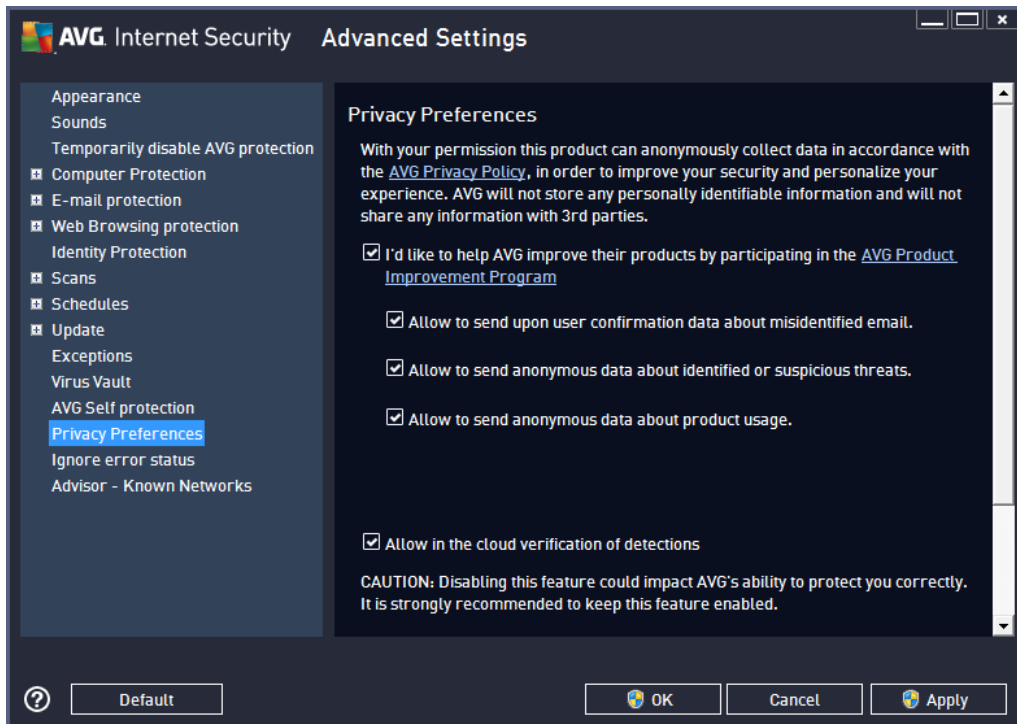 AVG. Internet Security Advanced Settings
Appearance
Sounds
Temporarily disable AVG protection
Computer Protection
E-mail protection
Web Browsing protection
Identity Protection
Scans
Schedules
Update
Exceptions
Virus Vault
AVG Self protection
Privacy Preferences
Ignore error status
Advisor - Known Networks
Privacy Preferences
With your permission this product can anonymously collect data in accordance with
the AVG Privacy Policy, in order to improve your security and personalize your
experience. AVG will not store any personally identifiable information and will not
share any information with 3rd parties.
I'd like to help AVG improve their products by participating in the AVG Product
Improvement Program
Allow to send upon user confirmation data about misidentified email.
Allow to send anonymous data about identified or suspicious threats.
Allow to send anonymous data about product usage.
Allow in the cloud verification of detections
CAUTION: Disabling this feature could impact AVG's ability to protect you correctly.
It is strongly recommended to keep this feature enabled.
? Default OK Cancel Apply